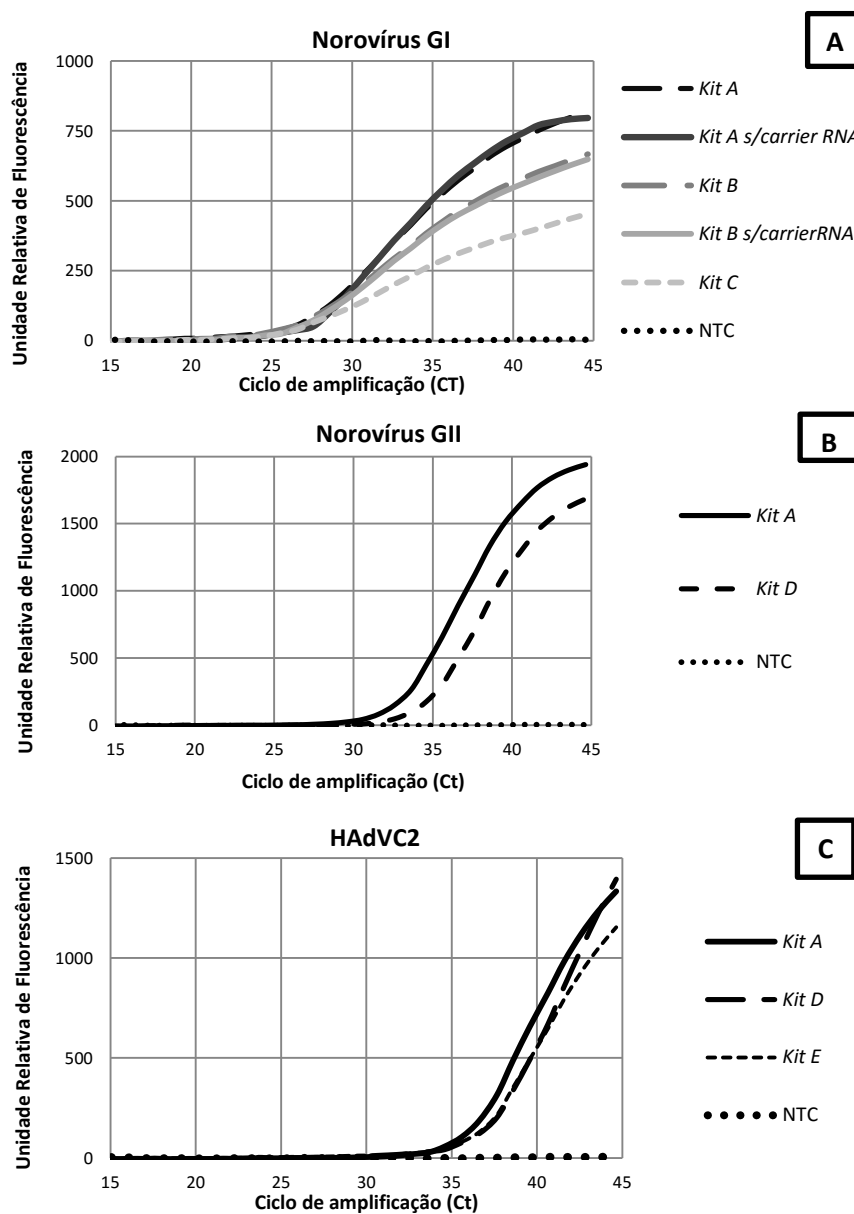 Norovírus GI
A
Unidade Relativa de Fluorescência
1000
750
500
250
0
15 20 25 30 35 40 45
Ciclo de amplificação (CT)
Kit A
Kit A s/carrier RNA
Kit B
Kit B s/carrierRNA
Kit C
NTC
Norovírus GII
B
Unidade Relativa de Fluorescência
2000
1500
1000
500
0
15 20 25 30 35 40 45
Ciclo de amplificação (Ct)
Kit A
Kit D
NTC
HAdVC2
C
Unidade Relativa de Fluorescência
1500
1000
500
0
15 20 25 30 35 40 45
Ciclo de amplificação (Ct)
Kit A
Kit D
Kit E
NTC